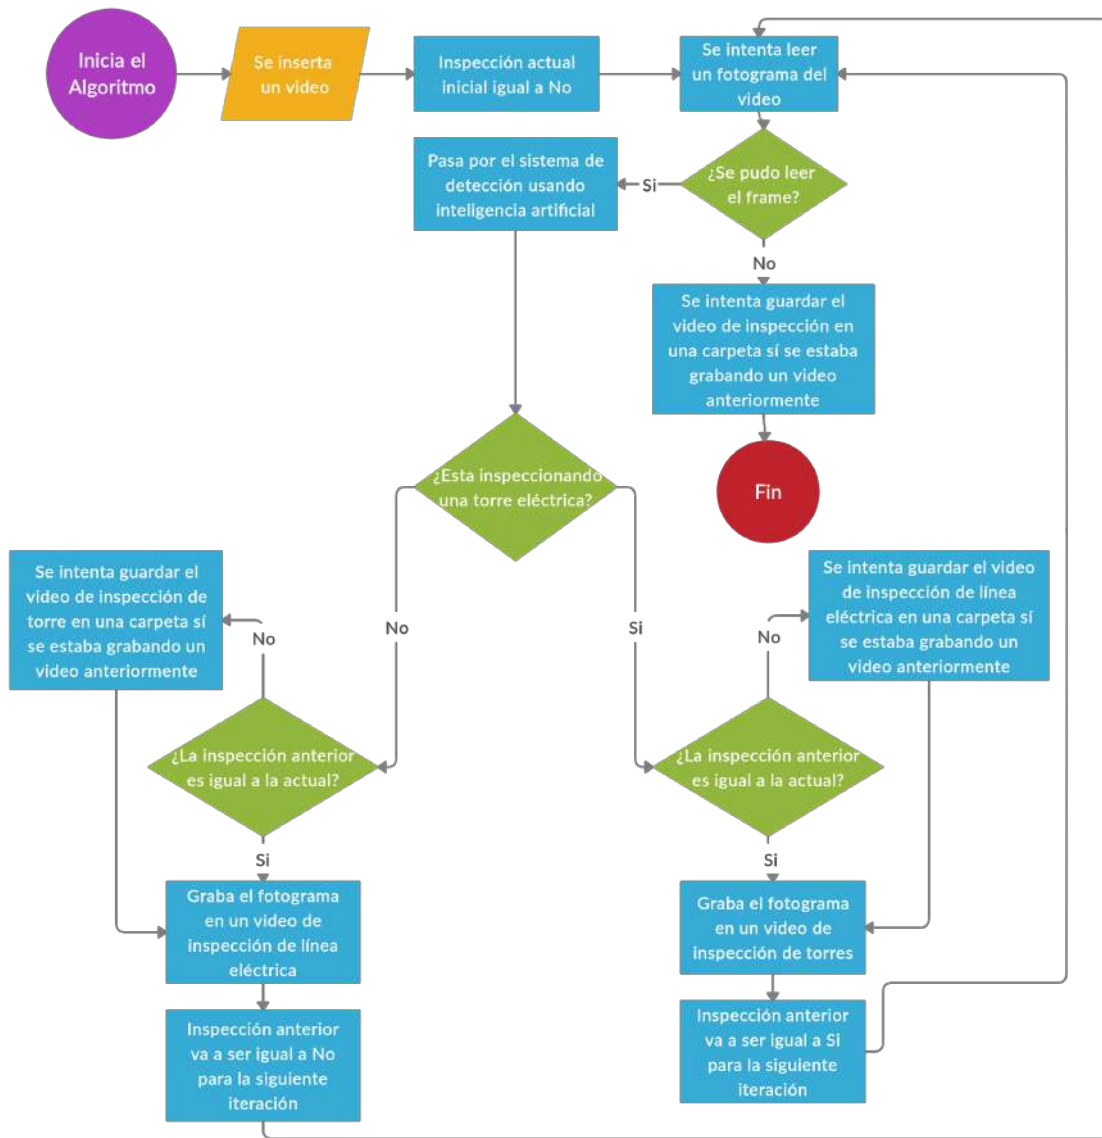 Inicia el
Algoritmo
Se inserta
un video
Inspección actual
inicial igual a No
Se intenta leer
un fotograma del
video
¿Se pudo leer
el frame?
Si
Pasa por el sistema de
detección usando
inteligencia artificial
No
Se intenta guardar el
video de inspección en
una carpeta sí se estaba
grabando un video
anteriormente
Fin
¿Esta inspeccionando
una torre eléctrica?
No
Si
Se intenta guardar el
video de inspección de
torre en una carpeta sí
se estaba grabando un
video anteriormente
No
¿La inspección anterior
es igual a la actual?
Si
Graba el fotograma
en un video de
inspección de línea
eléctrica
Inspección anterior
va a ser igual a No
para la siguiente
iteración
Se intenta guardar el video
de inspección de línea
eléctrica en una carpeta sí
se estaba grabando un
video anteriormente
No
¿La inspección anterior
es igual a la actual?
Si
Graba el fotograma
en un video de
inspección de torres
Inspección anterior
va a ser igual a Si
para la siguiente
iteración